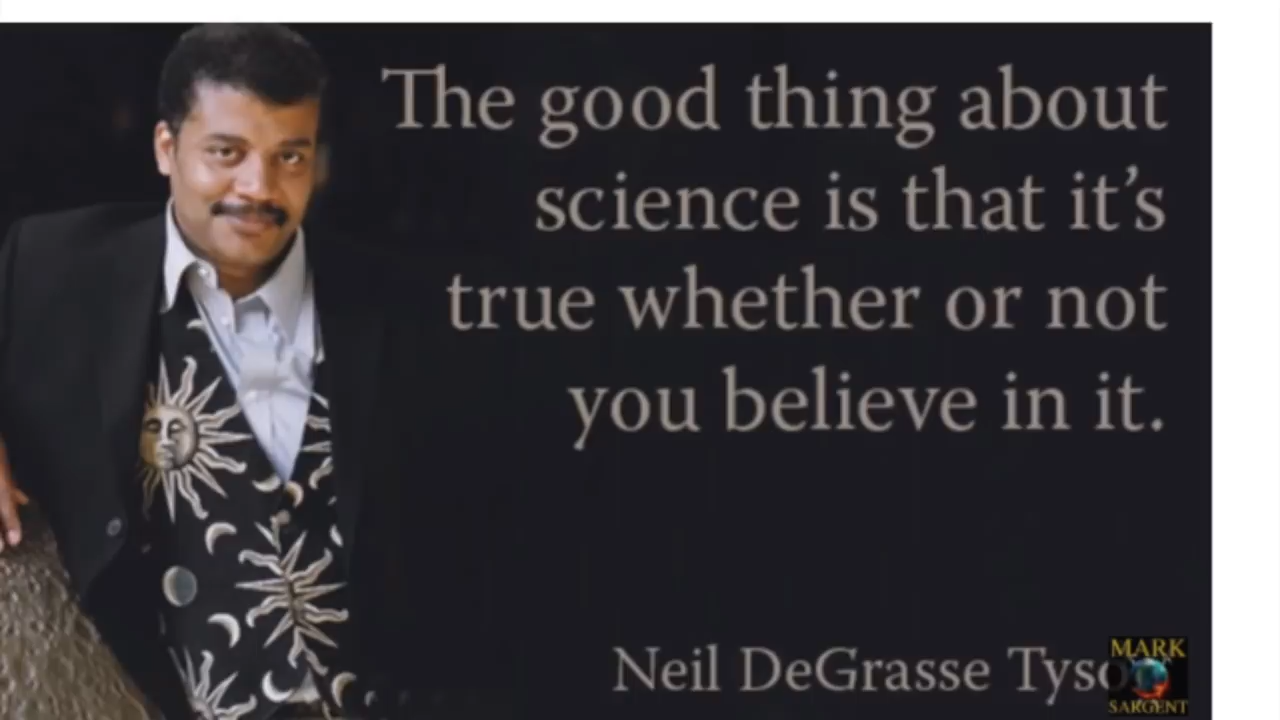 The good thing about
science is that it's
true whether or not
you believe in it.
Neil DeGrasse Tyso
MARK
SARGENT